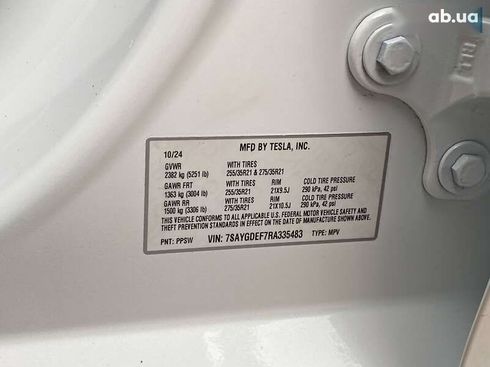 ab.ua
10/24 MFD BY TESLA, INC.
GVWR WITH TIRES
2382 kg (5251 lb) 255/35R21 & 275/35R21
GAWR FRT WITH TIRES RIM COLD TIRE PRESSURE
1363 kg (3004 lb) 255/35R21 21X9.5J 290 kPa, 42 psi
GAWR RR WITH TIRES RIM COLD TIRE PRESSURE
1500 kg (3306 lb) 275/35R21 21X10.5J 290 kPa, 42 psi
THIS VEHICLE CONFORMS TO ALL APPLICABLE U.S. FEDERAL MOTOR VEHICLE SAFETY AND
THEFT PREVENTION STANDARDS IN EFFECT ON THE DATE OF MANUFACTURE SHOWN ABOVE.
PNT: PPSW VIN: 7SAYGDEF7RA335483 TYPE: MPV